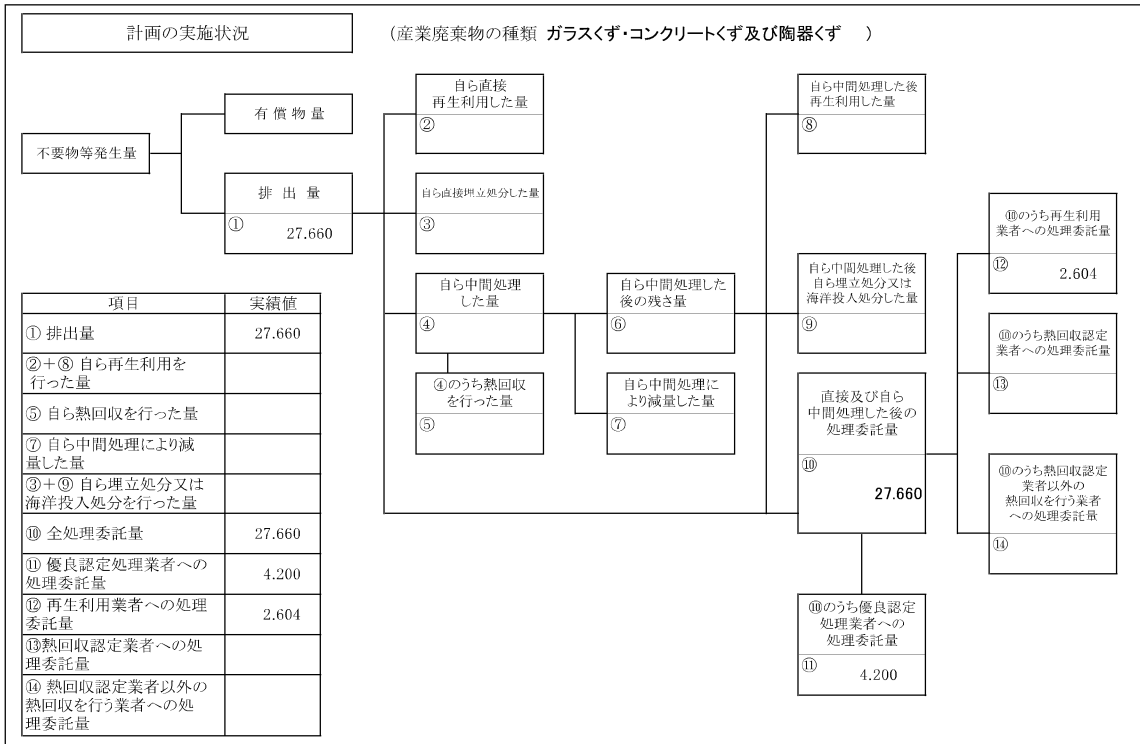 計画の実施状況
(産業廃棄物の種類 ガラスくず・コンクリートくず及び陶器くず )
不要物等発生量
有償物量
排出量
①
27.660
自ら直接
再生利用した量
②
自ら直接埋立処分した量
③
自ら中間処理
した量
④
④のうち熱回収
を行った量
⑤
自ら中間処理した
後の残さ量
⑥
自ら中間処理に
より減量した量
⑦
自ら中間処理した後
再生利用した量
⑧
自ら中間処理した後
自ら埋立処分又は
海洋投入処分した量
⑨
直接及び自ら
中間処理した後の
処理委託量
⑩
27.660
⑩のうち優良認定
処理業者への
処理委託量
⑪
4.200
⑩のうち再生利用
業者への処理委託量
⑫
2.604
⑩のうち熱回収認定
業者への処理委託量
⑬
⑩のうち熱回収認定
業者以外の
熱回収を行う業者
への処理委託量
⑭
項目 実績値
① 排出量 27.660
②+⑧ 自ら再生利用を
行った量
⑤ 自ら熱回収を行った量
⑦ 自ら中間処理により減
量した量
③+⑨ 自ら埋立処分又は
海洋投入処分を行った量
⑩ 全処理委託量 27.660
⑪ 優良認定処理業者への
処理委託量 4.200
⑫ 再生利用業者への処理
委託量 2.604
⑬熱回収認定業者への処
理委託量
⑭ 熱回収認定業者以外の
熱回収を行う業者への処
理委託量